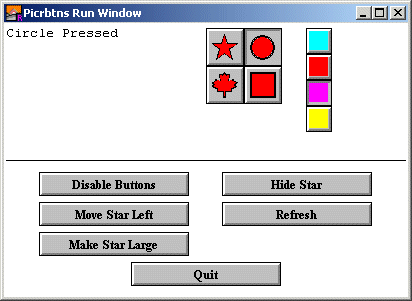 Picrbtns Run Window
Circle Pressed
Disable Buttons
Hide Star
Move Star Left
Refresh
Make Star Large
Quit